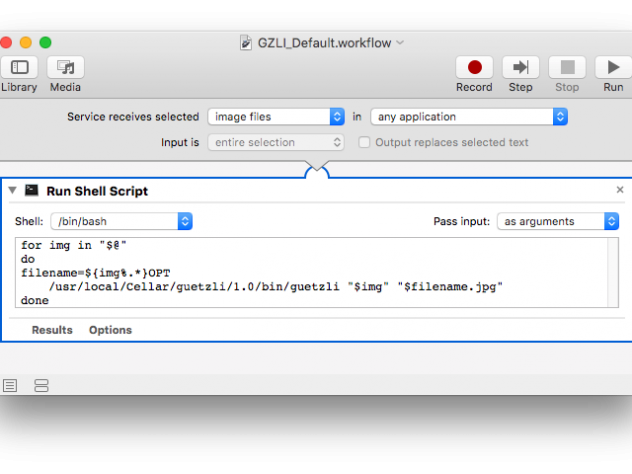 GZLI_Default.workflow
Library Media Record Step Stop Run
Service receives selected image files in any application
Input is entire selection Output replaces selected text
Run Shell Script
Shell: /bin/bash Pass input: as arguments
for img in "$@"
do
filename=${img%.*}OPT
/usr/local/Cellar/guetzli/1.0/bin/guetzli "$img" "$filename.jpg"
done
Results Options